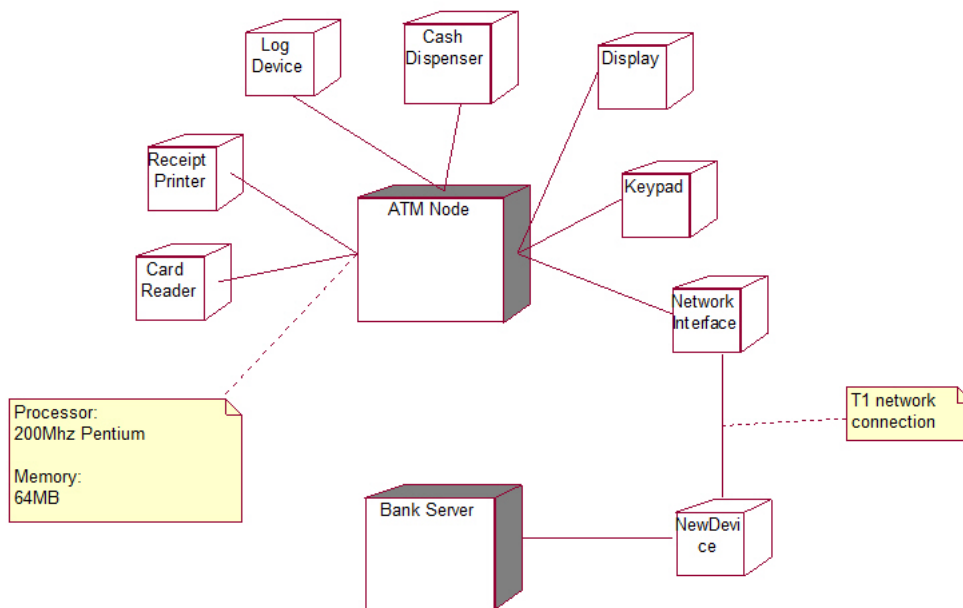 Log
Device
Cash
Dispenser
Display
Receipt
Printer
ATM Node
Keypad
Card
Reader
Network
Interface
Processor:
200Mhz Pentium
Memory:
64MB
T1 network
connection
Bank Server
NewDevi
ce